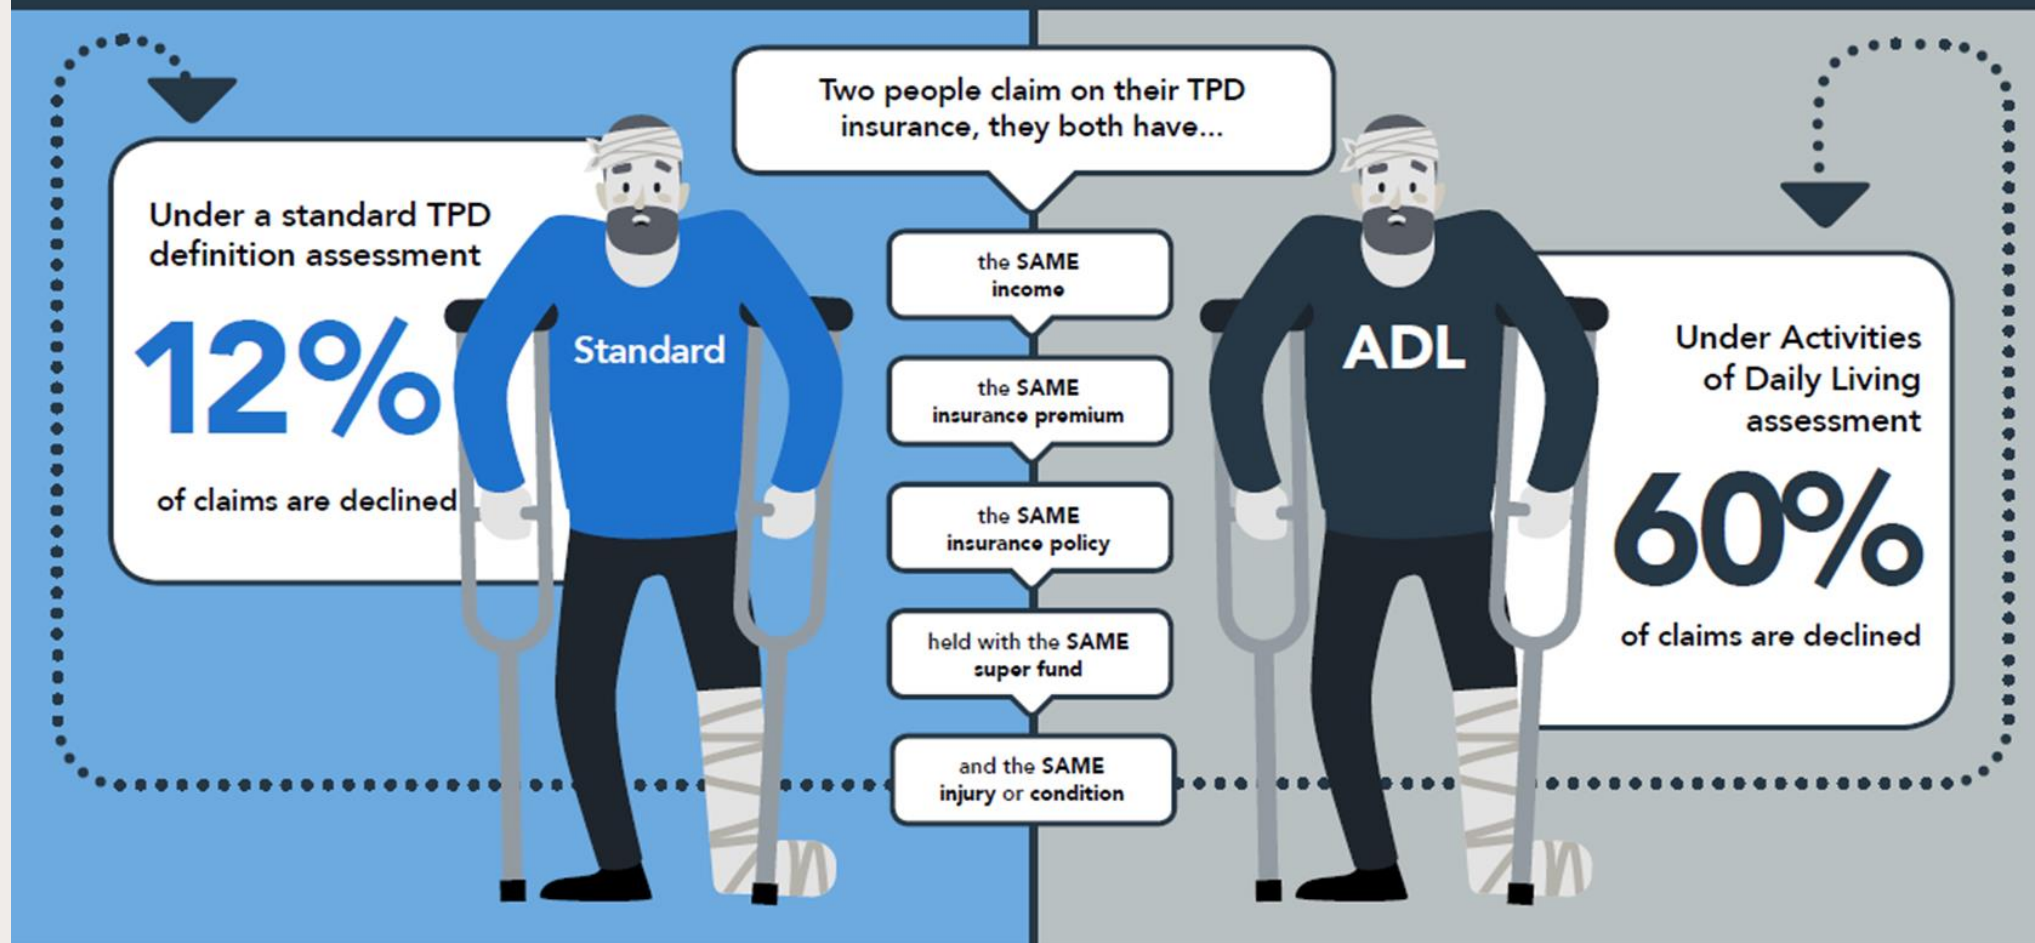 Two people claim on their TPD
insurance, they both have...
the SAME
income
the SAME
insurance premium
the SAME
insurance policy
held with the SAME
super fund
and the SAME
injury or condition
Under a standard TPD
definition assessment
12%
of claims are declined
Standard
ADL
Under Activities
of Daily Living
assessment
60%
of claims are declined